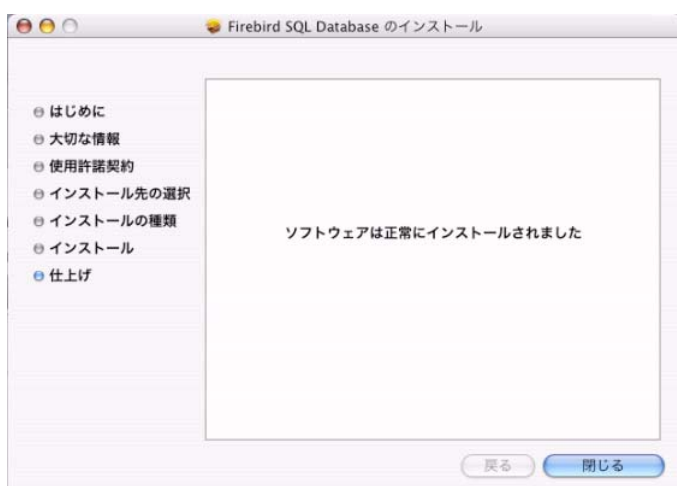 Firebird SQL Database のインストール
はじめに
大切な情報
使用許諾契約
インストール先の選択
インストールの種類
インストール
仕上げ
ソフトウェアは正常にインストールされました
戻る
閉じる